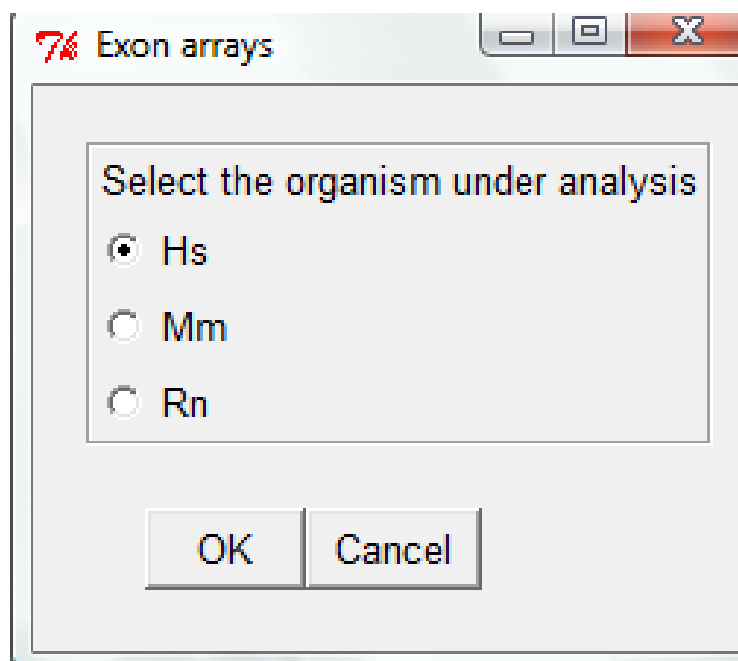 Exon arrays
Select the organism under analysis
Hs
Mm
Rn
OK Cancel